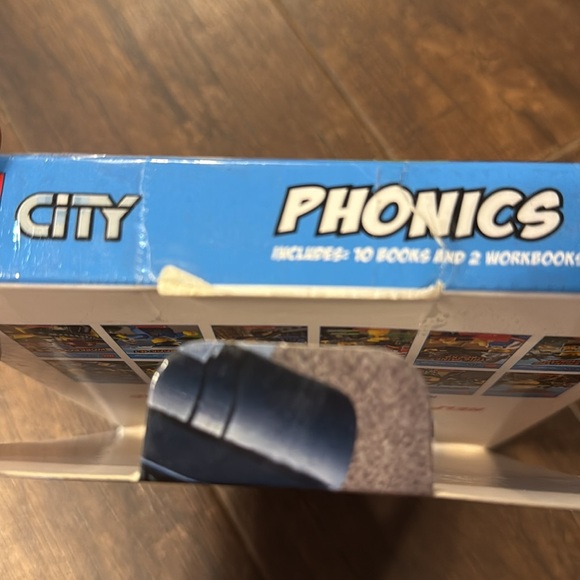 CITY
PHONICS
INCLUDES: 10 BOOKS AND 2 WORKBOOKS